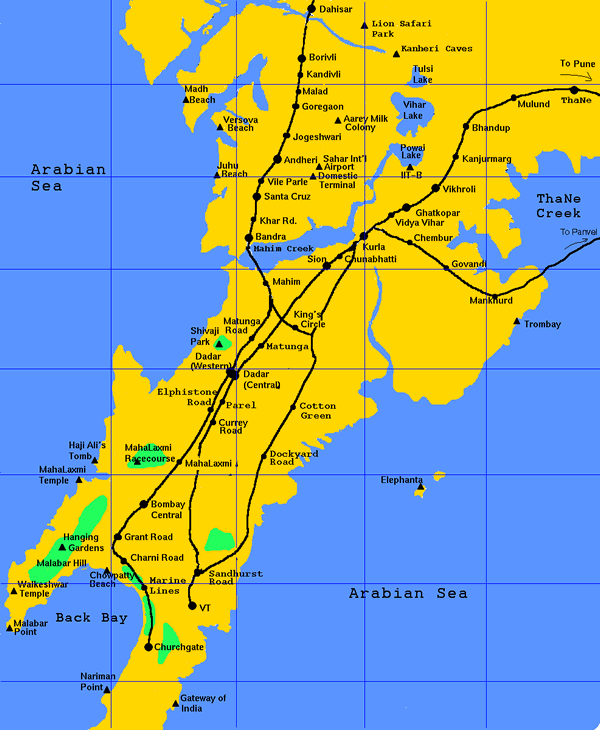 Dahisar
Lion Safari
Park
Kanheri Caves
Borivli
To Pune
Tulsi
Lake
Kandivli
Madh
Beach
Malad
ThaNe
Mulund
Goregaon
Vihar
Lake
Versova
Beach
Aarey Milk
Colony
Bhandup
Jogeshwari
Powai
Lake
Andheri
Sahar Int'l
Airport
Domestic
Terminal
Kanjurmarg
Arabian
Sea
Juhu
Beach
IIT-B
Vile Parle
Vikhroli
Santa Cruz
ThaNe
Creek
Ghatkopar
Khar Rd.
Vidya Vihar
To Panvel
Bandra
Chembur
Mahim Creek
Kurla
Sion
Chunabhatti
Govandi
Mahim
Mankhurd
King's
Circle
Matunga
Road
Trombay
Shivaji
Park
Matunga
Dadar
(Western)
Dadar
(Central)
Elphistone
Road
Parel
Cotton
Green
Currey
Road
Haji Ali's
Tomb
MahaLaxmi
Racecourse
Dockyard
Road
MahaLaxmi
MahaLaxmi
Temple
Elephanta
Bombay
Central
Hanging
Gardens
Grant Road
Malabar Hill
Charni Road
Chowpatty
Beach
Sandhurst
Road
Marine
Lines
Walkeshwar
Temple
Arabian Sea
VT
Back Bay
Malabar
Point
Churchgate
Nariman
Point
Gateway of
India